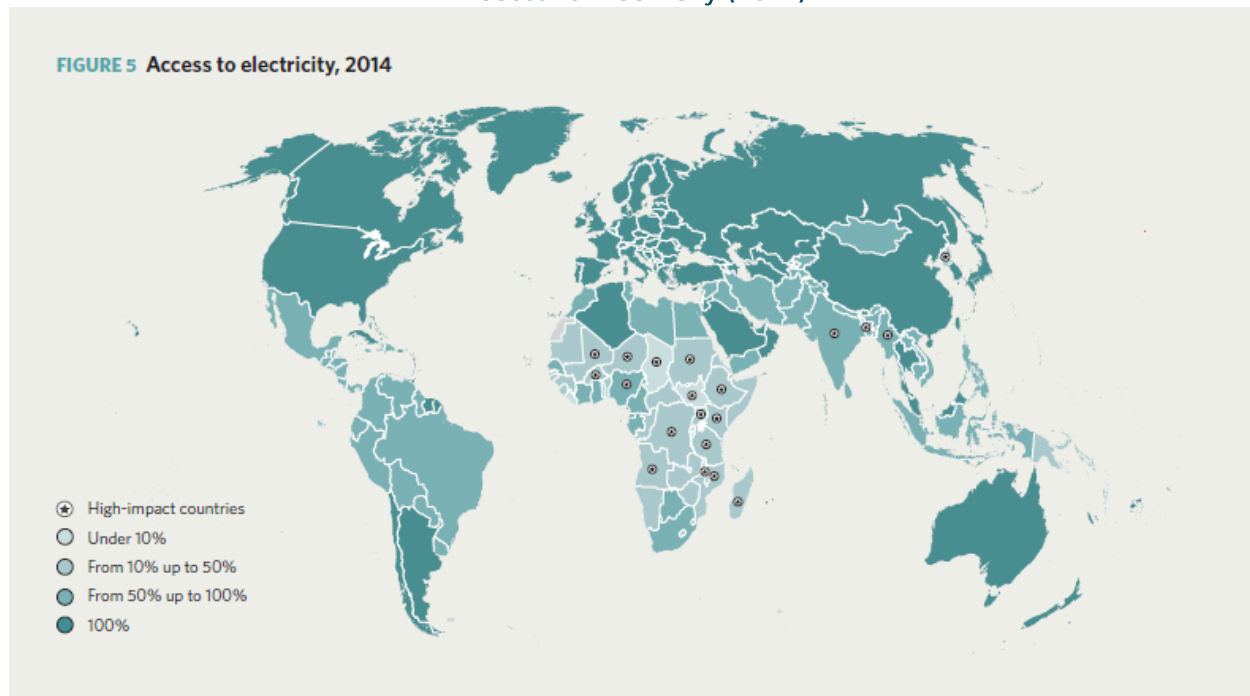 FIGURE 5 Access to electricity, 2014
High-impact countries
Under 10%
From 10% up to 50%
From 50% up to 100%
100%